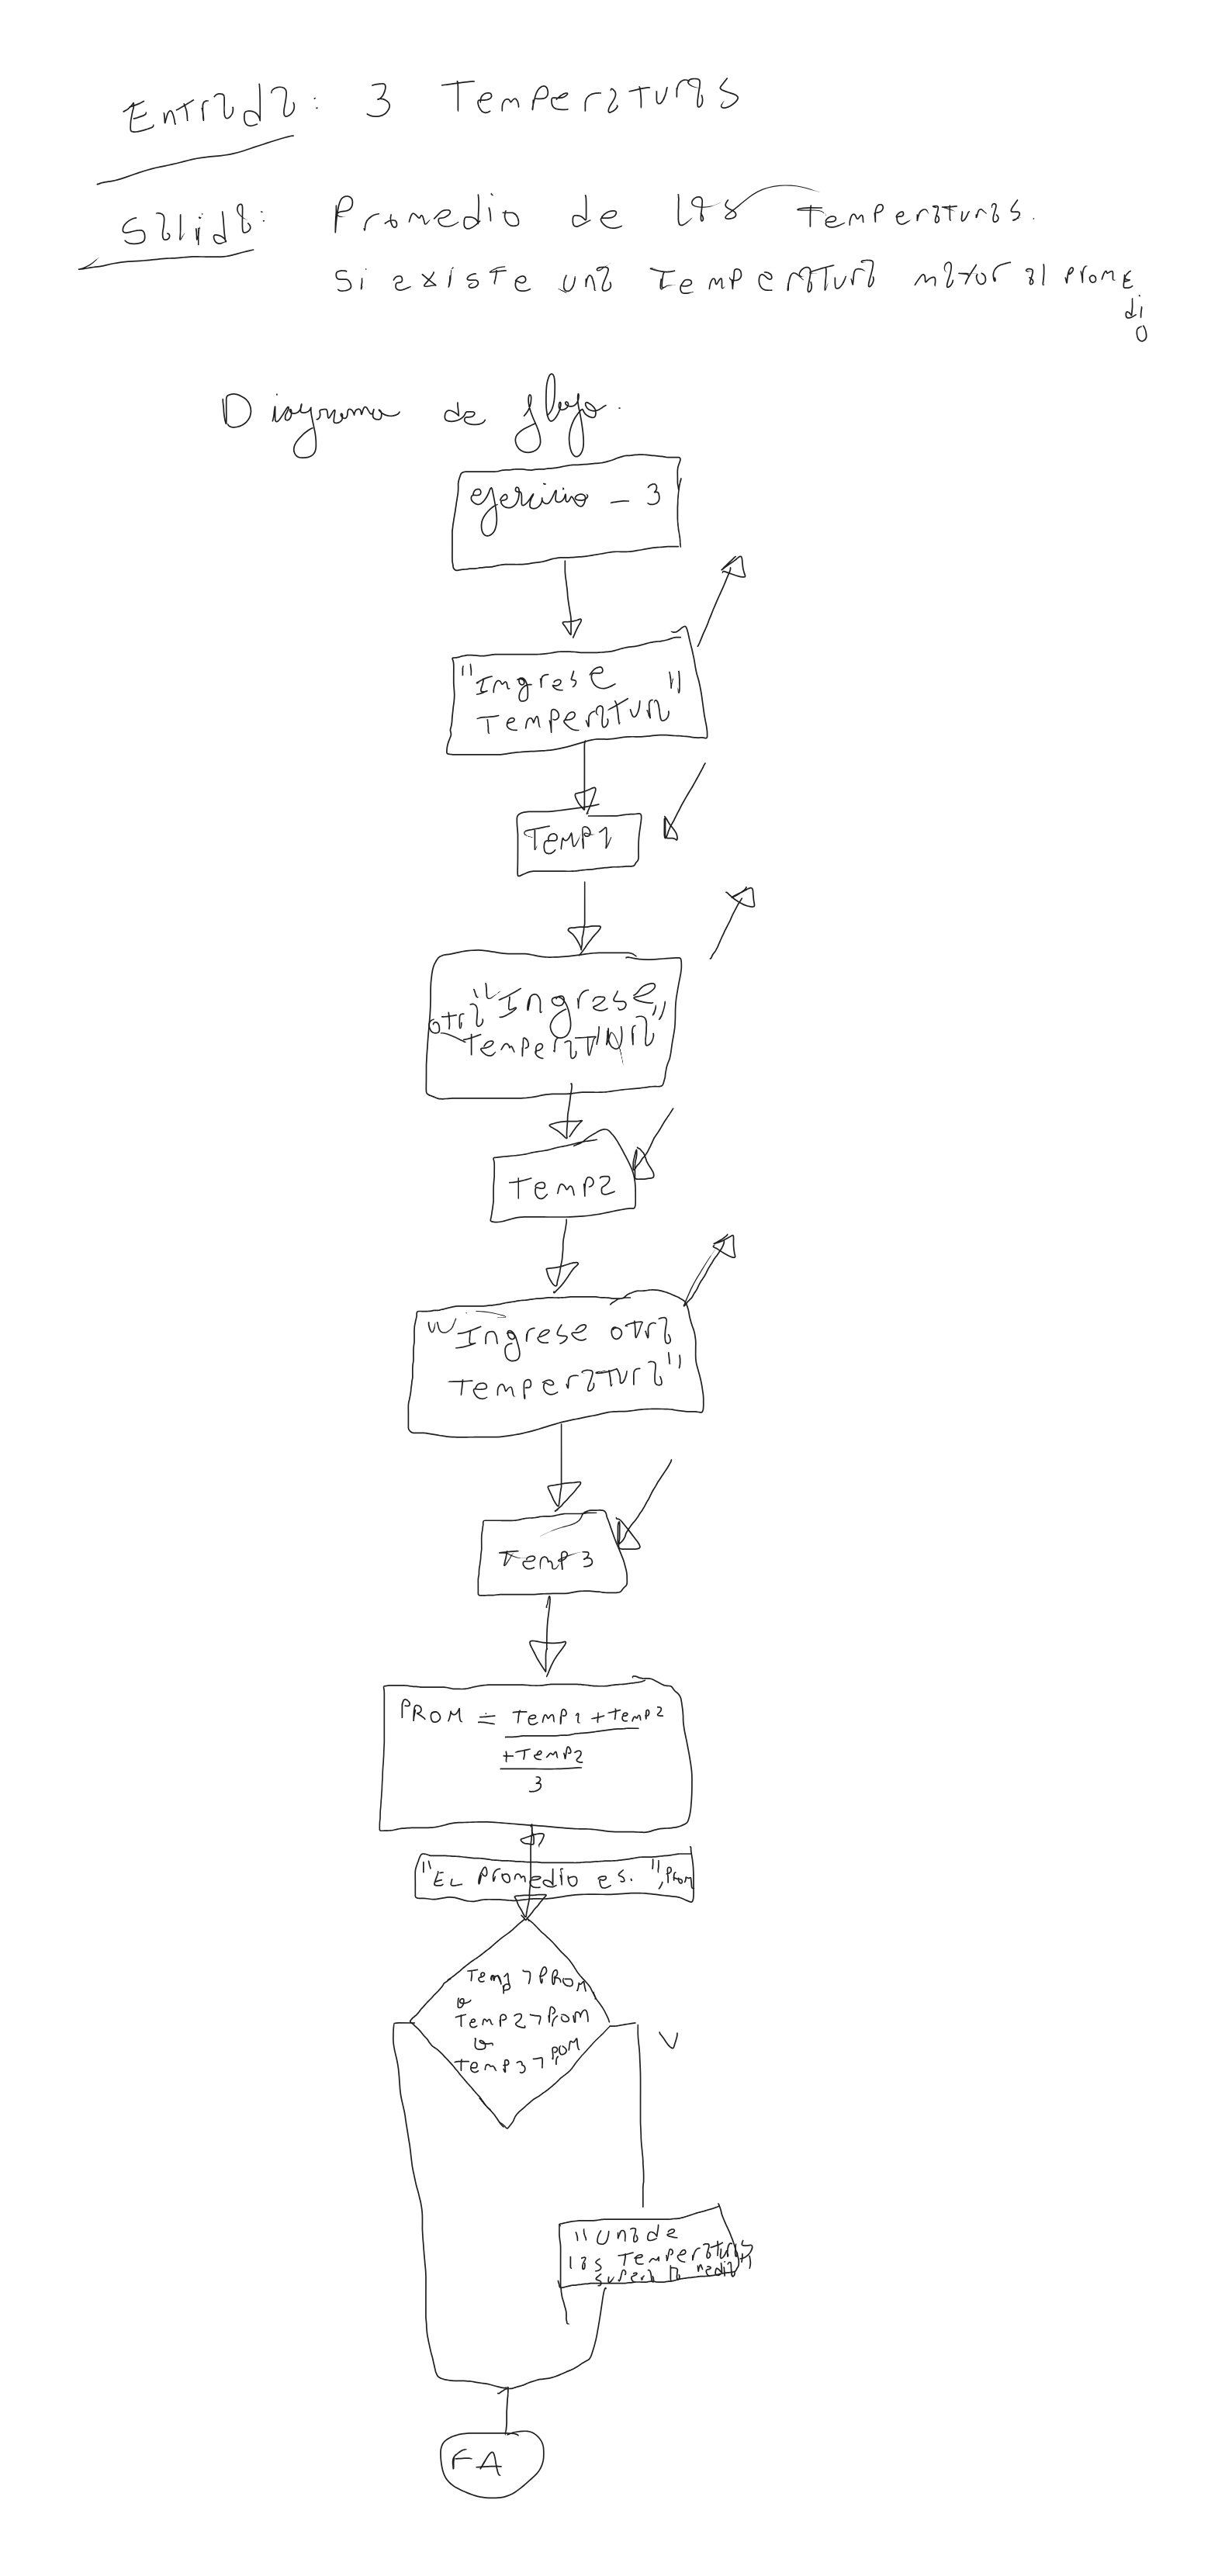 Entrada: 3 Temperaturas
Salida: Promedio de las Temperaturas.
Si existe una Temperatura mayor al prome
di
o
Diagrama de flujo.
ejercicio - 3
"Ingrese
Temperatura"
Temp1
"Ingrese
otra
Temperatura"
Temp2
"Ingrese otra
Temperatura"
Temp3
PROM = Temp1 + Temp2
+Temp2
3
"El promedio es. ", Prom
Temp1 > PROM
o
Temp2 > Prom
o
Temp3 > PROM
V
"Una de
las Temperaturas
supera la media"
FA